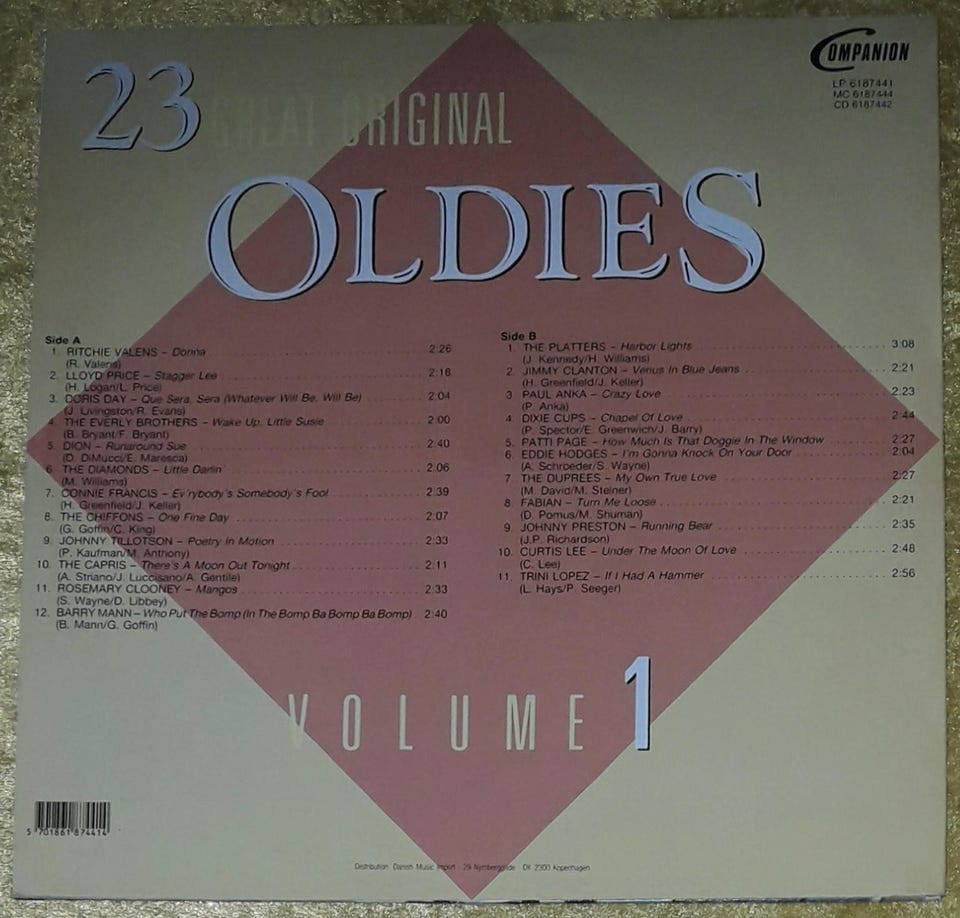 COMPANION
LP 6187441
MC 6187444
CD 6187442
23 GREAT ORIGINAL
OLDIES
Side A
1. RITCHIE VALENS – Donna 2:26
(R. Valens)
2. LLOYD PRICE – Stagger Lee 2:18
(H. Logan/L. Price)
3. DORIS DAY – Que Sera, Sera (Whatever Will Be, Will Be) 2:04
(J. Livingston/R. Evans)
4. THE EVERLY BROTHERS – Wake Up, Little Susie 2:00
(B. Bryant/F. Bryant)
5. DION – Runaround Sue 2:40
(D. DiMucci/E. Maresca)
6. THE DIAMONDS – Little Darlin' 2:06
(M. Williams)
7. CONNIE FRANCIS – Ev'rybody's Somebody's Fool 2:39
(H. Greenfield/J. Keller)
8. THE CHIFFONS – One Fine Day 2:07
(G. Goffin/C. King)
9. JOHNNY TILLOTSON – Poetry In Motion 2:33
(P. Kaufman/M. Anthony)
10. THE CAPRIS – There's A Moon Out Tonight 2:11
(A. Striano/J. Luccisano/A. Gentile)
11. ROSEMARY CLOONEY – Mangos 2:33
(S. Wayne/D. Libbey)
12. BARRY MANN – Who Put The Bomp (In The Bomp Ba Bomp Ba Bomp) 2:40
(B. Mann/G. Goffin)
Side B
1. THE PLATTERS – Harbor Lights 3:08
(J. Kennedy/H. Williams)
2. JIMMY CLANTON – Venus In Blue Jeans 2:21
(H. Greenfield/J. Keller)
3. PAUL ANKA – Crazy Love 2:23
(P. Anka)
4. DIXIE CUPS – Chapel Of Love 2:44
(P. Spector/E. Greenwich/J. Barry)
5. PATTI PAGE – How Much Is That Doggie In The Window 2:27
6. EDDIE HODGES – I'm Gonna Knock On Your Door 2:04
(A. Schroeder/S. Wayne)
7. THE DUPREES – My Own True Love 2:27
(M. David/M. Steiner)
8. FABIAN – Turn Me Loose 2:21
(D. Pomus/M. Shuman)
9. JOHNNY PRESTON – Running Bear 2:35
(J.P. Richardson)
10. CURTIS LEE – Under The Moon Of Love 2:48
(C. Lee)
11. TRINI LOPEZ – If I Had A Hammer 2:56
(L. Hays/P. Seeger)
VOLUME 1
5 701861 874414
Distribution: Danish Music Import · 29 Nyrnberggade · DK 2300 Kopenhagen